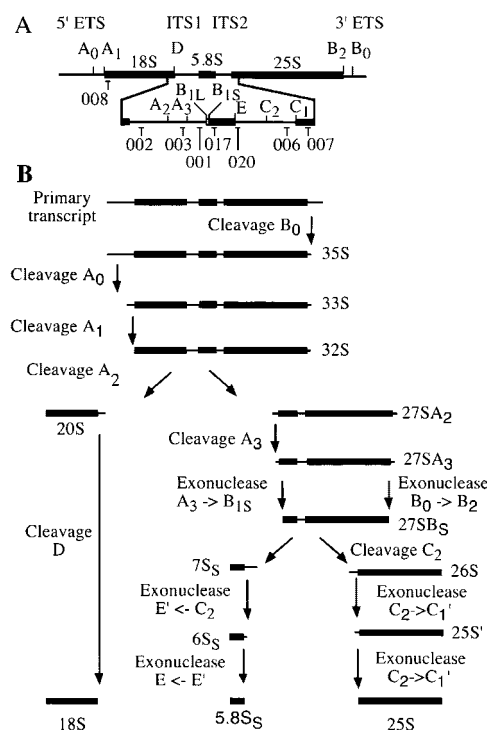 A
5' ETS ITS1 ITS2 3' ETS
A0 A1 18S D 5.8S 25S B2 B0
008
A2 A3 B1L B1S E C2 C1
002 003 001 017 020 006 007
B
Primary
transcript
Cleavage B0
35S
Cleavage A0
33S
Cleavage A1
32S
Cleavage A2
20S
27SA2
Cleavage A3
27SA3
Exonuclease
A3 -> B1S
Exonuclease
B0 -> B2
27SBS
Cleavage
D
Cleavage C2
7SS
26S
Exonuclease
E' <- C2
Exonuclease
C2->C1'
6SS
25S'
Exonuclease
E <- E'
Exonuclease
C2->C1'
18S
5.8SS
25S